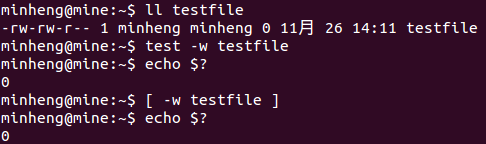 minheng@mine:~$ ll testfile
-rw-rw-r-- 1 minheng minheng 0 11月 26 14:11 testfile
minheng@mine:~$ test -w testfile
minheng@mine:~$ echo $?
0
minheng@mine:~$ [ -w testfile ]
minheng@mine:~$ echo $?
0